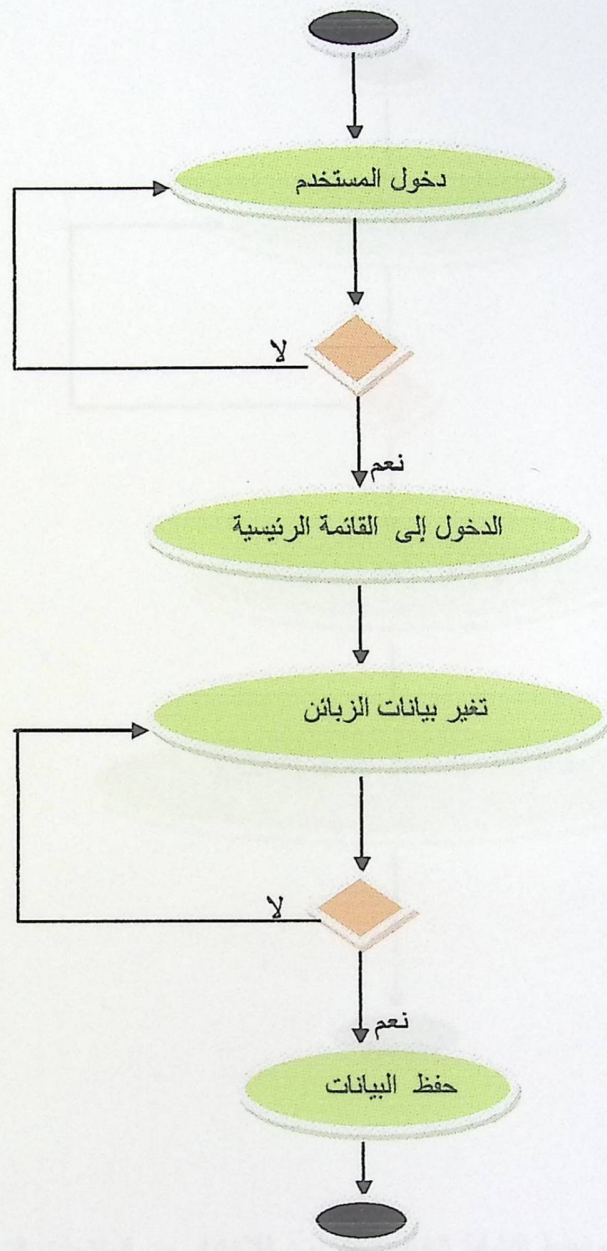 دخول المستخدم
لا
نعم
الدخول إلى القائمة الرئيسية
تغير بيانات الزبائن
لا
نعم
حفظ البيانات